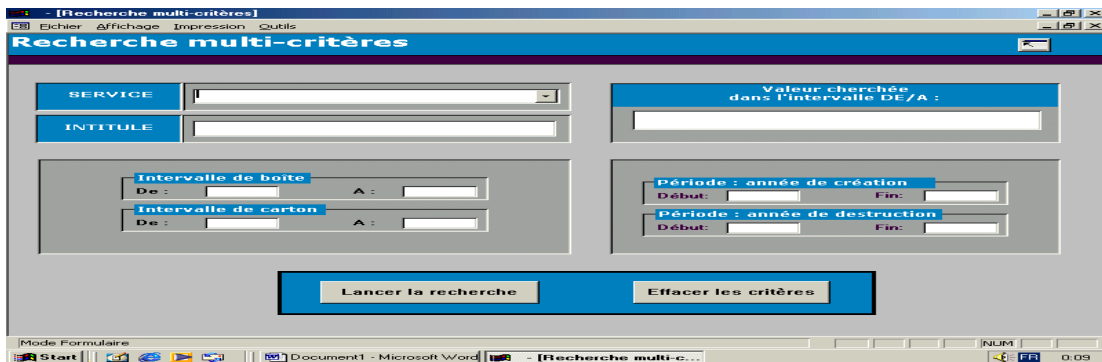 - [Recherche multi-critères]
Fichier Affichage Impression Outils
Recherche multi-critères
SERVICE
INTITULE
Valeur cherchée
dans l'intervalle DE/A :
Intervalle de boîte
De : A :
Intervalle de carton
De : A :
Période : année de création
Début: Fin:
Période : année de destruction
Début: Fin:
Lancer la recherche Effacer les critères
Mode Formulaire NUM
Start Document1 - Microsoft Word - [Recherche multi-c... FR 0:09